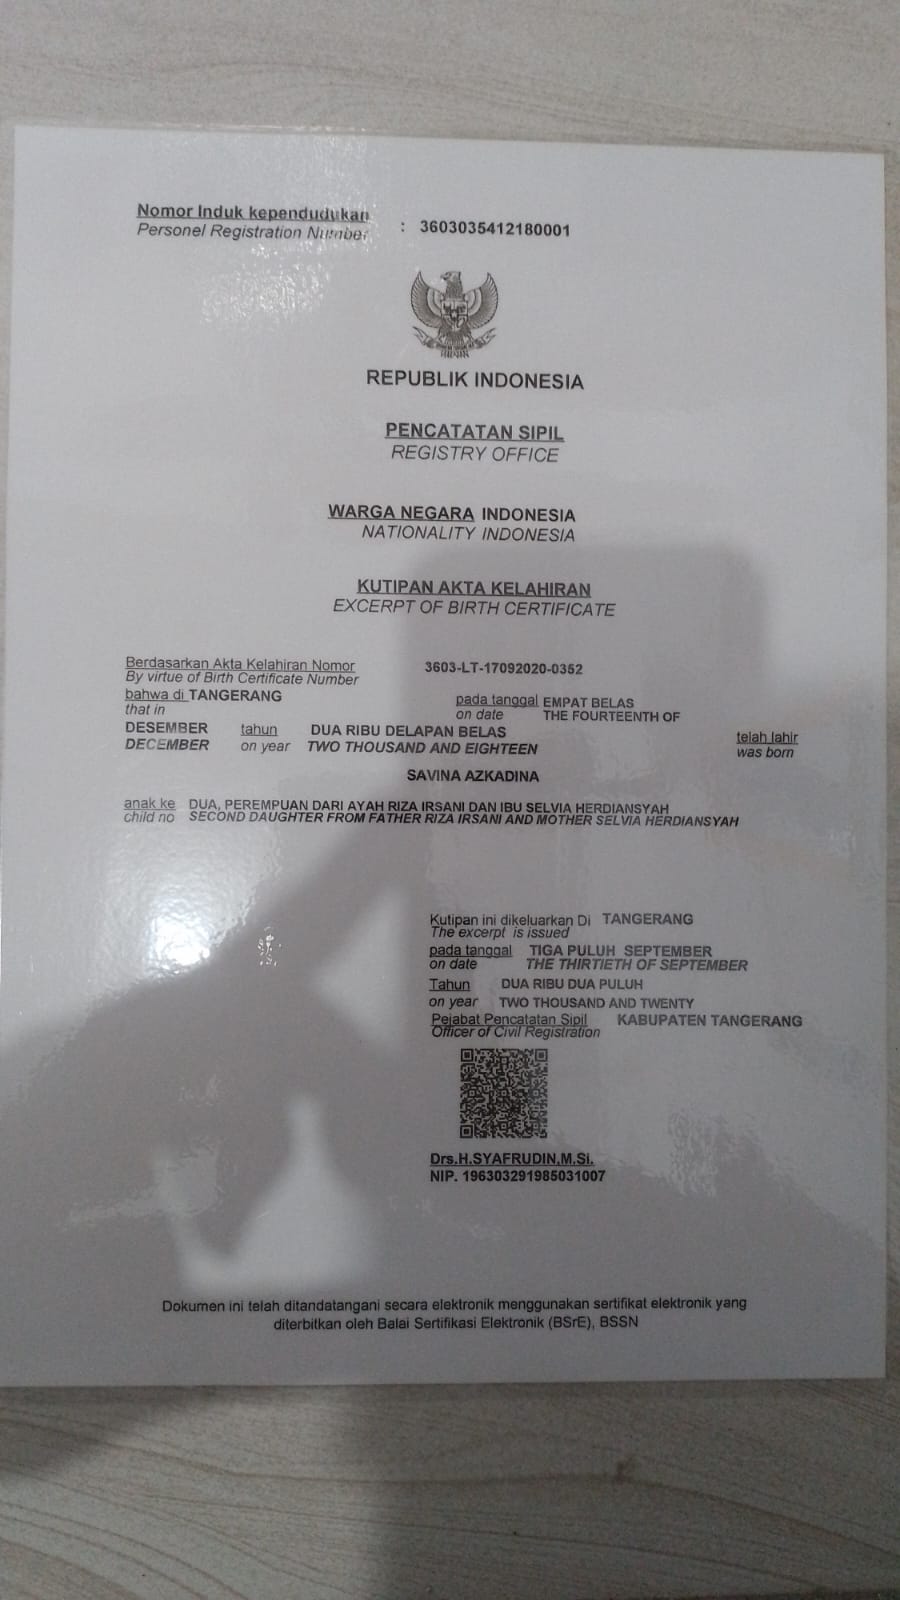 Nomor Induk kependudukan
Personel Registration Number : 3603035412180001
REPUBLIK INDONESIA
PENCATATAN SIPIL
REGISTRY OFFICE
WARGA NEGARA INDONESIA
NATIONALITY INDONESIA
KUTIPAN AKTA KELAHIRAN
EXCERPT OF BIRTH CERTIFICATE
Berdasarkan Akta Kelahiran Nomor 3603-LT-17092020-0352
By virtue of Birth Certificate Number
bahwa di TANGERANG pada tanggal EMPAT BELAS
that in on date THE FOURTEENTH OF
DESEMBER tahun DUA RIBU DELAPAN BELAS telah lahir
DECEMBER on year TWO THOUSAND AND EIGHTEEN was born
SAVINA AZKADINA
anak ke DUA, PEREMPUAN DARI AYAH RIZA IRSANI DAN IBU SELVIA HERDIANSYAH
child no SECOND DAUGHTER FROM FATHER RIZA IRSANI AND MOTHER SELVIA HERDIANSYAH
Kutipan ini dikeluarkan Di TANGERANG
The excerpt is issued
pada tanggal TIGA PULUH SEPTEMBER
on date THE THIRTIETH OF SEPTEMBER
Tahun DUA RIBU DUA PULUH
on year TWO THOUSAND AND TWENTY
Pejabat Pencatatan Sipil KABUPATEN TANGERANG
Officer of Civil Registration
Drs.H.SYAFRUDIN,M.Si.
NIP. 196303291985031007
Dokumen ini telah ditandatangani secara elektronik menggunakan sertifikat elektronik yang
diterbitkan oleh Balai Sertifikasi Elektronik (BSrE), BSSN